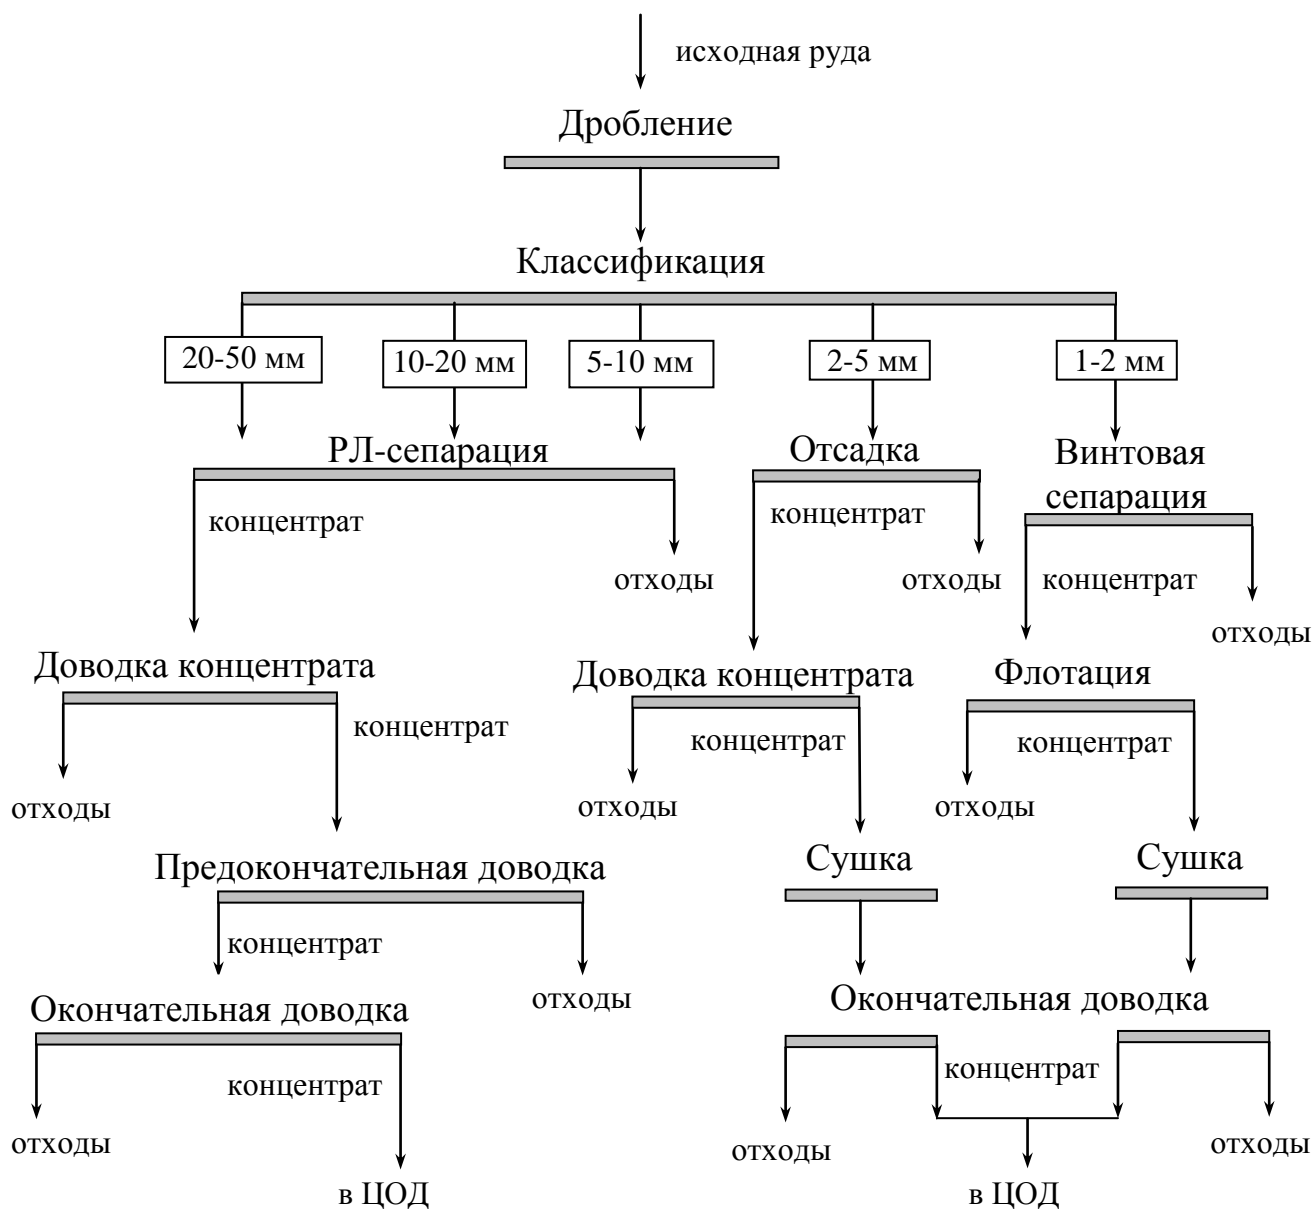 исходная руда
Дробление
Классификация
20-50 мм
10-20 мм
5-10 мм
2-5 мм
1-2 мм
РЛ-сепарация
Отсадка
Винтовая
сепарация
концентрат
отходы
концентрат
отходы
концентрат
отходы
Доводка концентрата
Доводка концентрата
Флотация
отходы
концентрат
отходы
концентрат
отходы
концентрат
Предокончательная доводка
Сушка
Сушка
концентрат
отходы
Окончательная доводка
Окончательная доводка
отходы
концентрат
отходы
концентрат
отходы
в ЦОД
в ЦОД